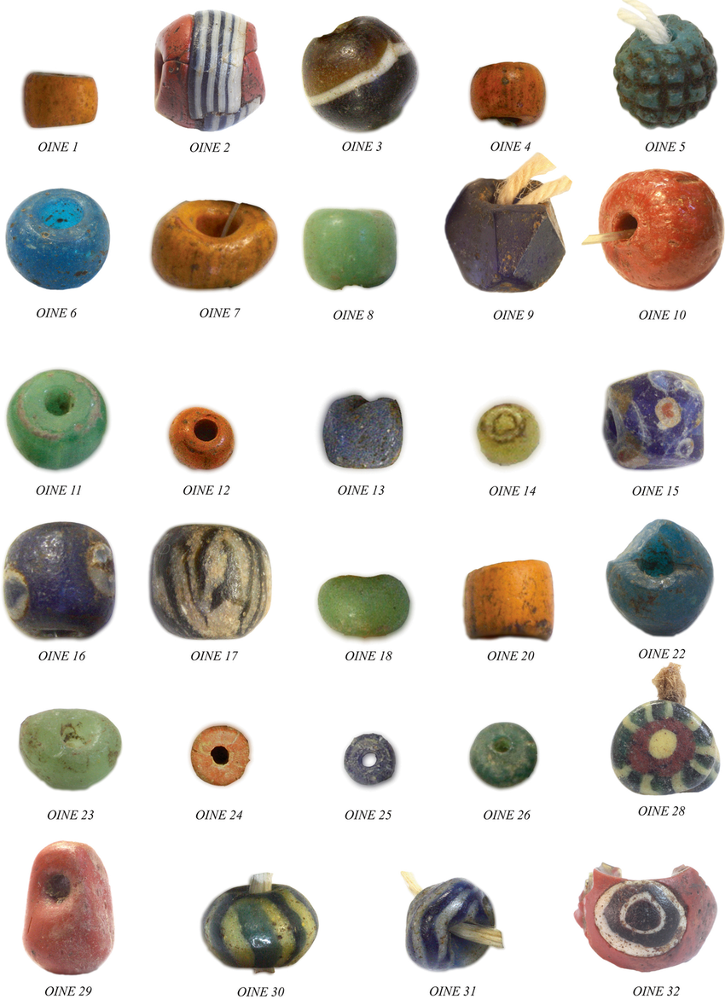 OINE 1
OINE 2
OINE 3
OINE 4
OINE 5
OINE 6
OINE 7
OINE 8
OINE 9
OINE 10
OINE 11
OINE 12
OINE 13
OINE 14
OINE 15
OINE 16
OINE 17
OINE 18
OINE 20
OINE 22
OINE 23
OINE 24
OINE 25
OINE 26
OINE 28
OINE 29
OINE 30
OINE 31
OINE 32